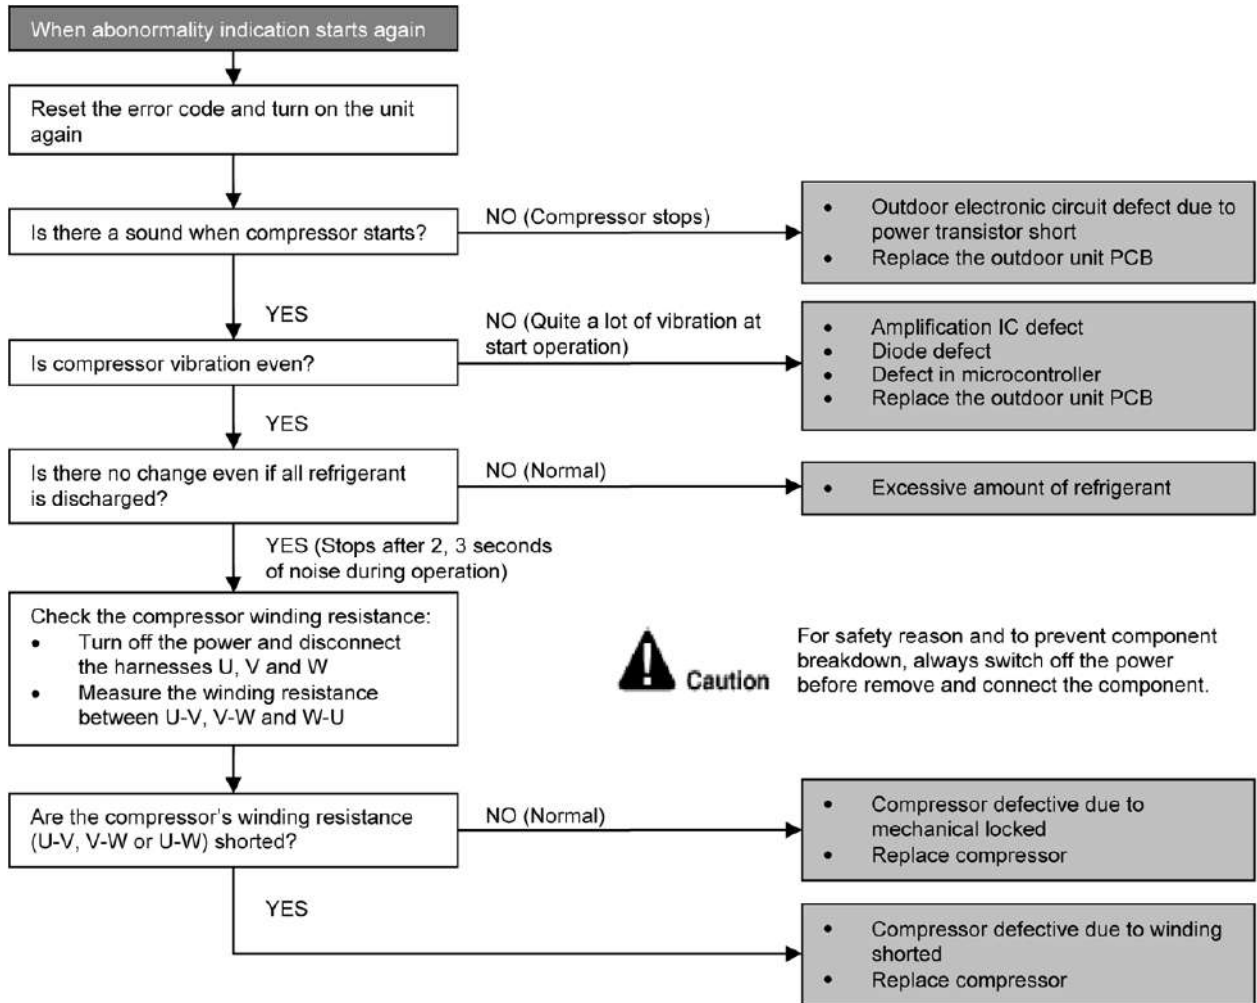 When abonormality indication starts again
Reset the error code and turn on the unit
again
Is there a sound when compressor starts?
NO (Compressor stops)
• Outdoor electronic circuit defect due to
power transistor short
• Replace the outdoor unit PCB
YES
Is compressor vibration even?
NO (Quite a lot of vibration at
start operation)
• Amplification IC defect
• Diode defect
• Defect in microcontroller
• Replace the outdoor unit PCB
YES
Is there no change even if all refrigerant
is discharged?
NO (Normal)
• Excessive amount of refrigerant
YES (Stops after 2, 3 seconds
of noise during operation)
Check the compressor winding resistance:
• Turn off the power and disconnect
the harnesses U, V and W
• Measure the winding resistance
between U-V, V-W and W-U
Caution
For safety reason and to prevent component
breakdown, always switch off the power
before remove and connect the component.
Are the compressor's winding resistance
(U-V, V-W or U-W) shorted?
NO (Normal)
• Compressor defective due to
mechanical locked
• Replace compressor
YES
• Compressor defective due to winding
shorted
• Replace compressor